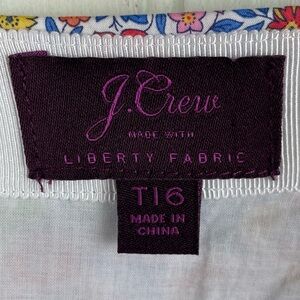 J.Crew
MADE WITH
LIBERTY FABRIC
T16
MADE IN
CHINA